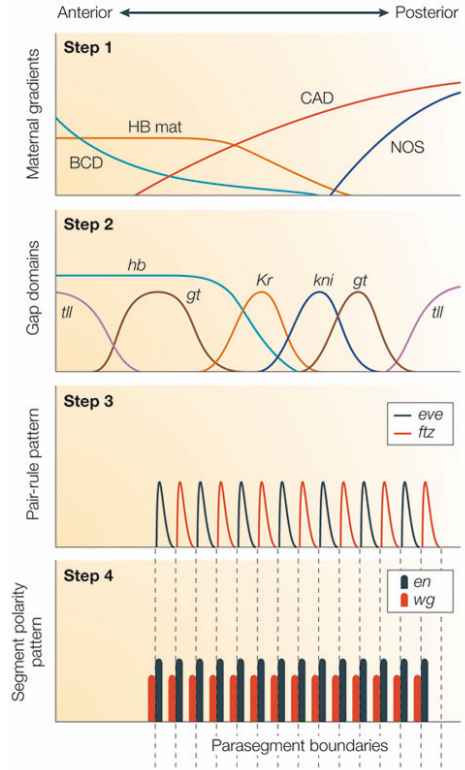 Anterior Posterior
Step 1
Maternal gradients
HB mat
BCD
CAD
NOS
Step 2
Gap domains
hb
tll
gt
Kr
kni
gt
tll
Step 3
Pair-rule pattern
eve
ftz
Step 4
Segment polarity
pattern
en
wg
Parasegment boundaries